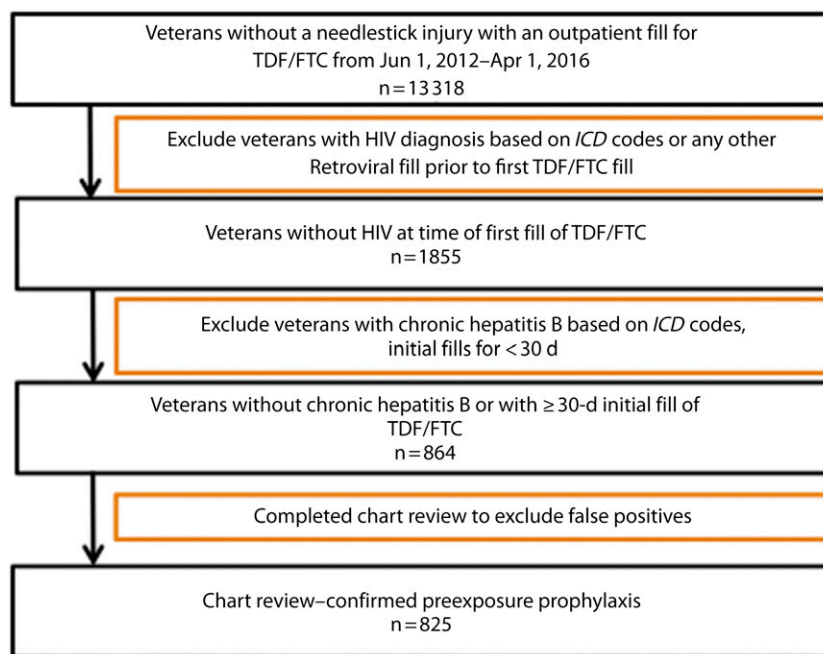 Veterans without a needlestick injury with an outpatient fill for
TDF/FTC from Jun 1, 2012–Apr 1, 2016
n = 13 318
Exclude veterans with HIV diagnosis based on ICD codes or any other
Retroviral fill prior to first TDF/FTC fill
Veterans without HIV at time of first fill of TDF/FTC
n = 1855
Exclude veterans with chronic hepatitis B based on ICD codes,
initial fills for < 30 d
Veterans without chronic hepatitis B or with ≥ 30-d initial fill of
TDF/FTC
n = 864
Completed chart review to exclude false positives
Chart review–confirmed preexposure prophylaxis
n = 825